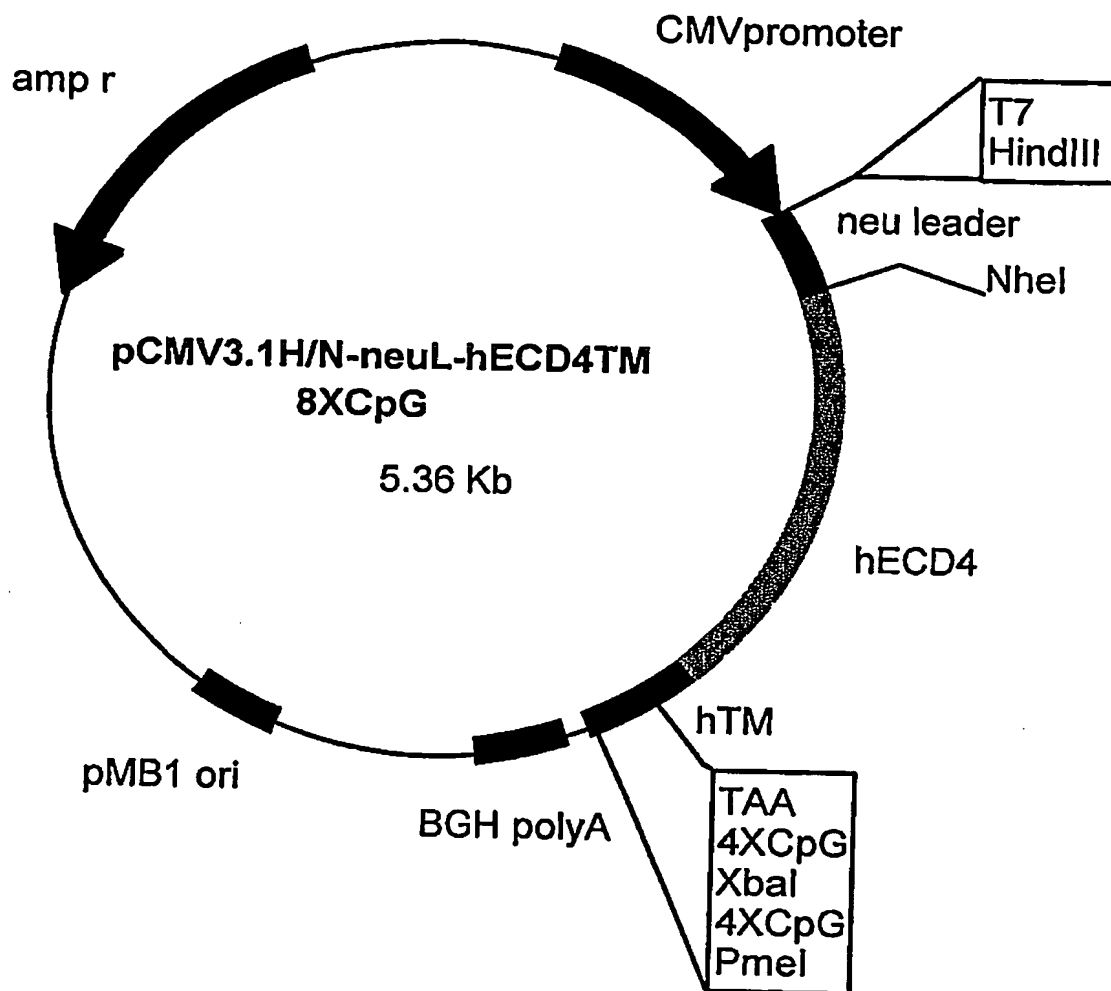 CMVpromoter
amp r
T7
HindIII
neu leader
NheI
pCMV3.1H/N-neuL-hECD4TM
8XCpG
5.36 Kb
hECD4
hTM
pMB1 ori
BGH polyA
TAA
4XCpG
XbaI
4XCpG
PmeI